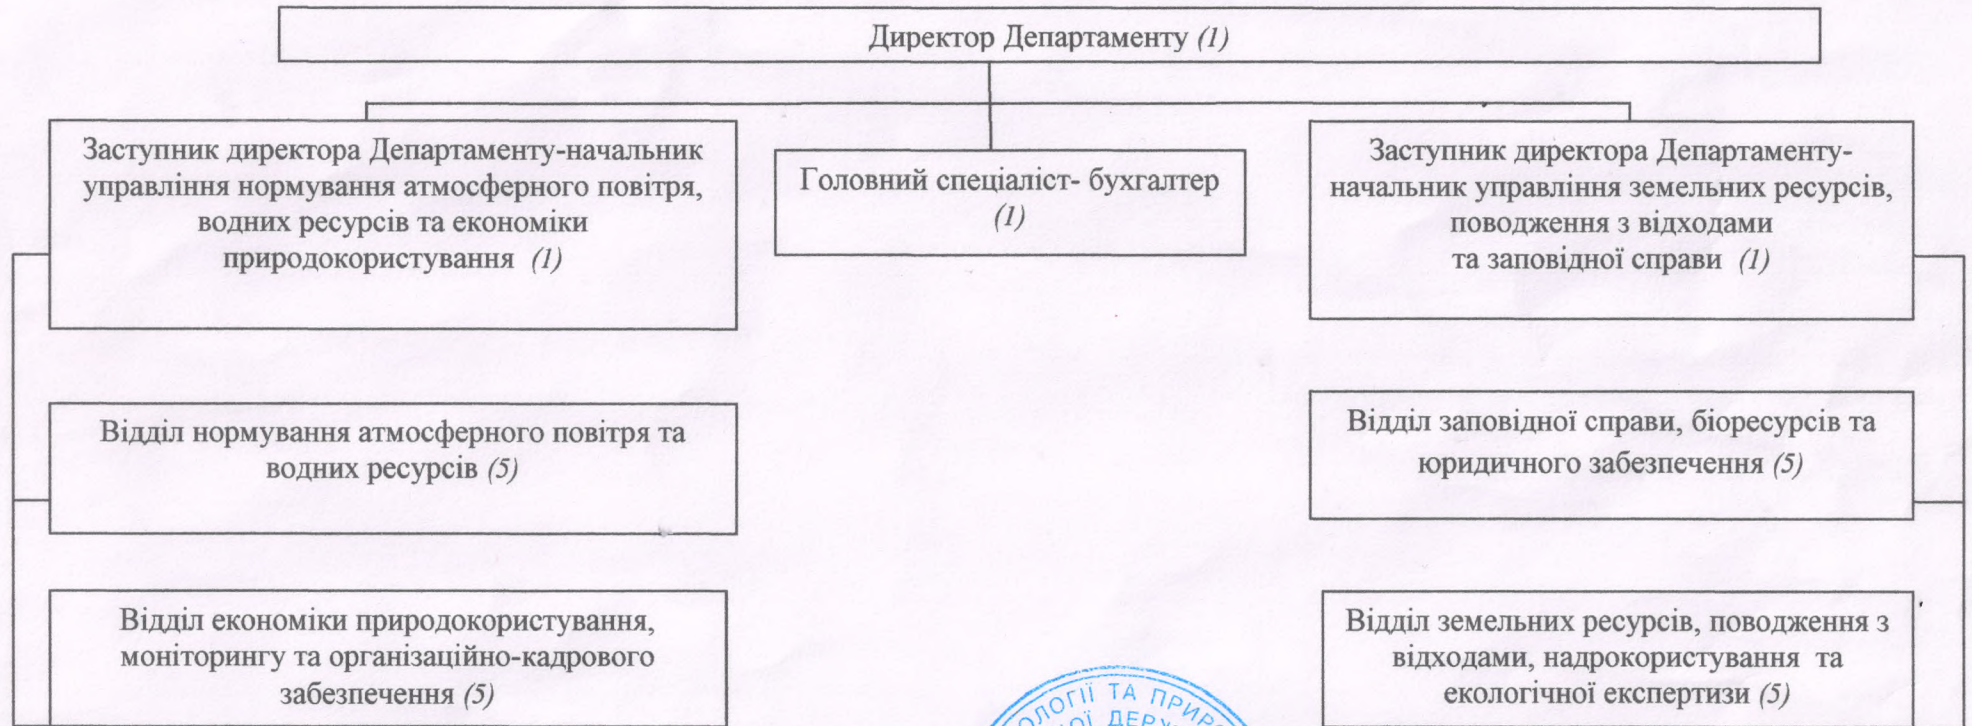 Директор Департаменту (1)
Заступник директора Департаменту-начальник
управління нормування атмосферного повітря,
водних ресурсів та економіки
природокористування (1)
Головний спеціаліст- бухгалтер
(1)
Заступник директора Департаменту-
начальник управління земельних ресурсів,
поводження з відходами
та заповідної справи (1)
Відділ нормування атмосферного повітря та
водних ресурсів (5)
Відділ заповідної справи, біоресурсів та
юридичного забезпечення (5)
Відділ економіки природокористування,
моніторингу та організаційно-кадрового
забезпечення (5)
Відділ земельних ресурсів, поводження з
відходами, надрокористування та
екологічної експертизи (5)
ТА